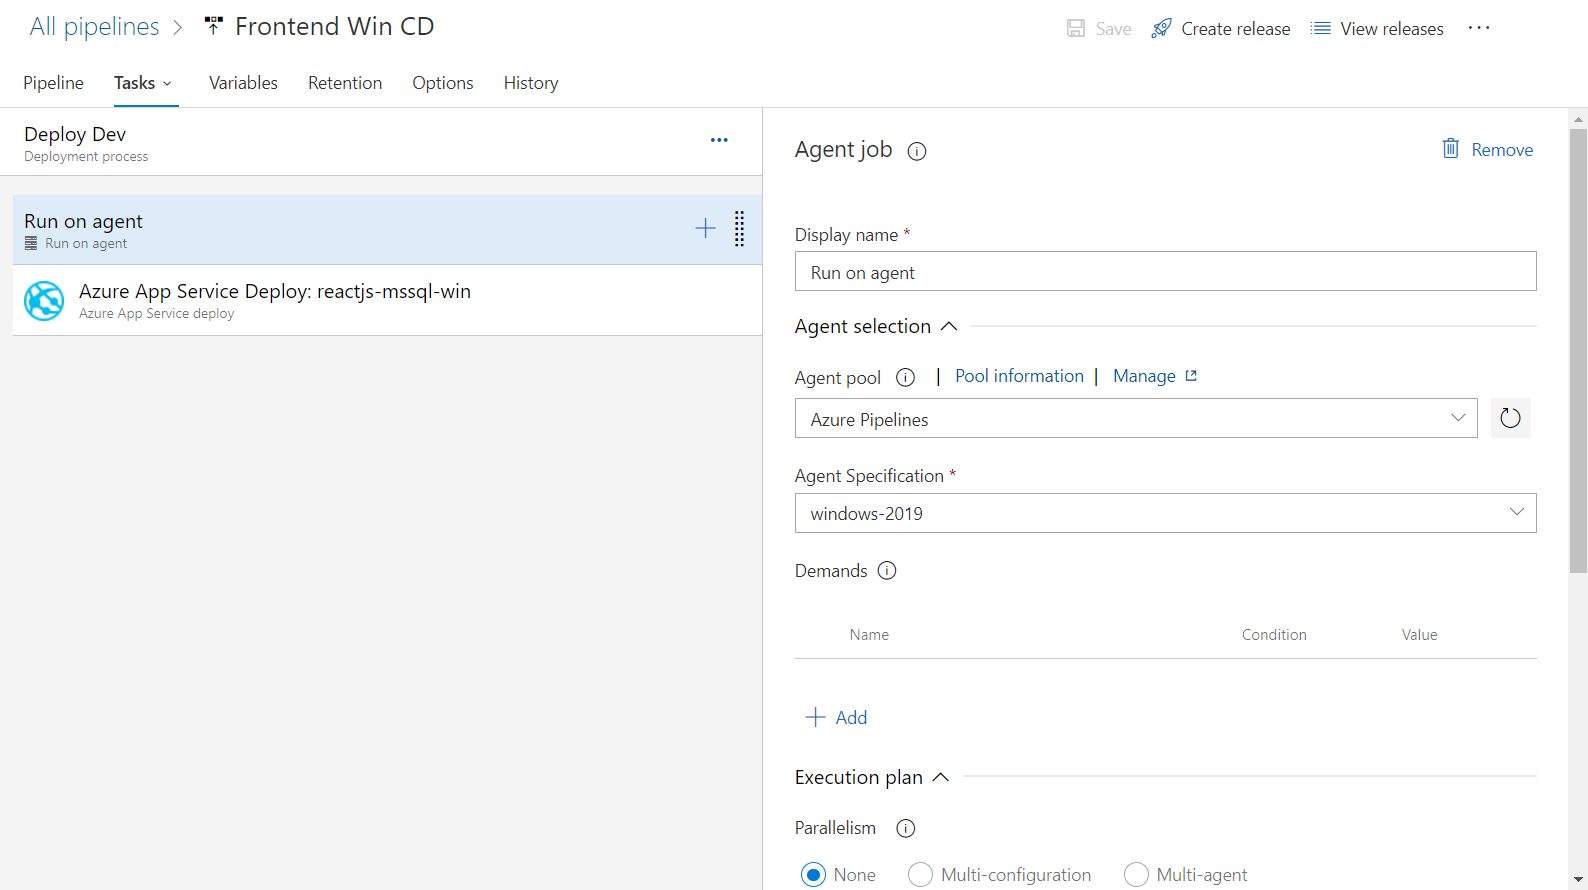 All pipelines > Frontend Win CD
Save Create release View releases ...
Pipeline Tasks Variables Retention Options History
Deploy Dev
Deployment process
...
Run on agent
Run on agent
Azure App Service Deploy: reactjs-mssql-win
Azure App Service deploy
Agent job
Remove
Display name *
Run on agent
Agent selection
Agent pool | Pool information | Manage
Azure Pipelines
Agent Specification *
windows-2019
Demands
Name Condition Value
+ Add
Execution plan
Parallelism
None Multi-configuration Multi-agent